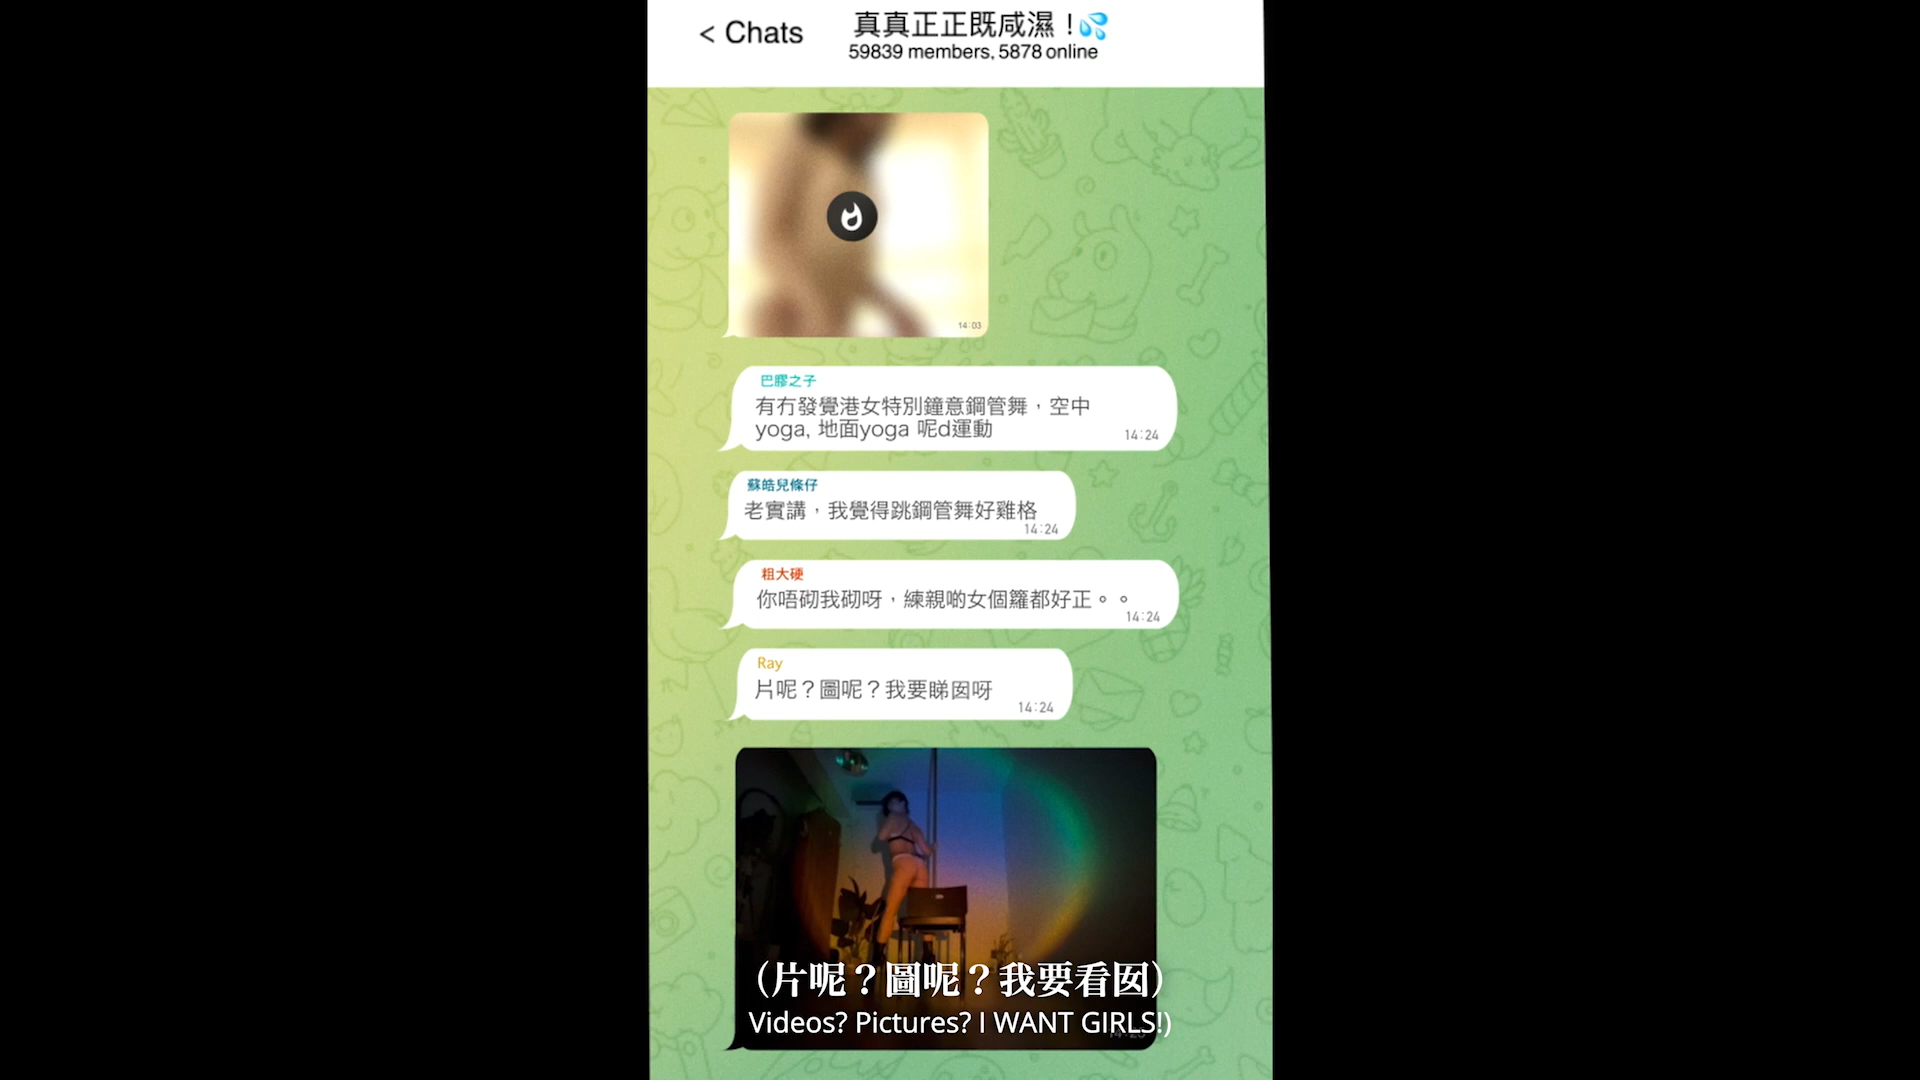 < Chats
真真正正既咸濕！💦
59839 members, 5878 online
14:03
巴膠之子
有冇發覺港女特別鐘意鋼管舞，空中
yoga, 地面yoga 呢d運動
14:24
蘇皓兒條仔
老實講，我覺得跳鋼管舞好雞格
14:24
粗大硬
你唔砌我砌呀，練親啲女個籮都好正。。
14:24
Ray
片呢？圖呢？我要睇囡呀
14:24
（片呢？圖呢？我要看囡）
Videos? Pictures? I WANT GIRLS!)